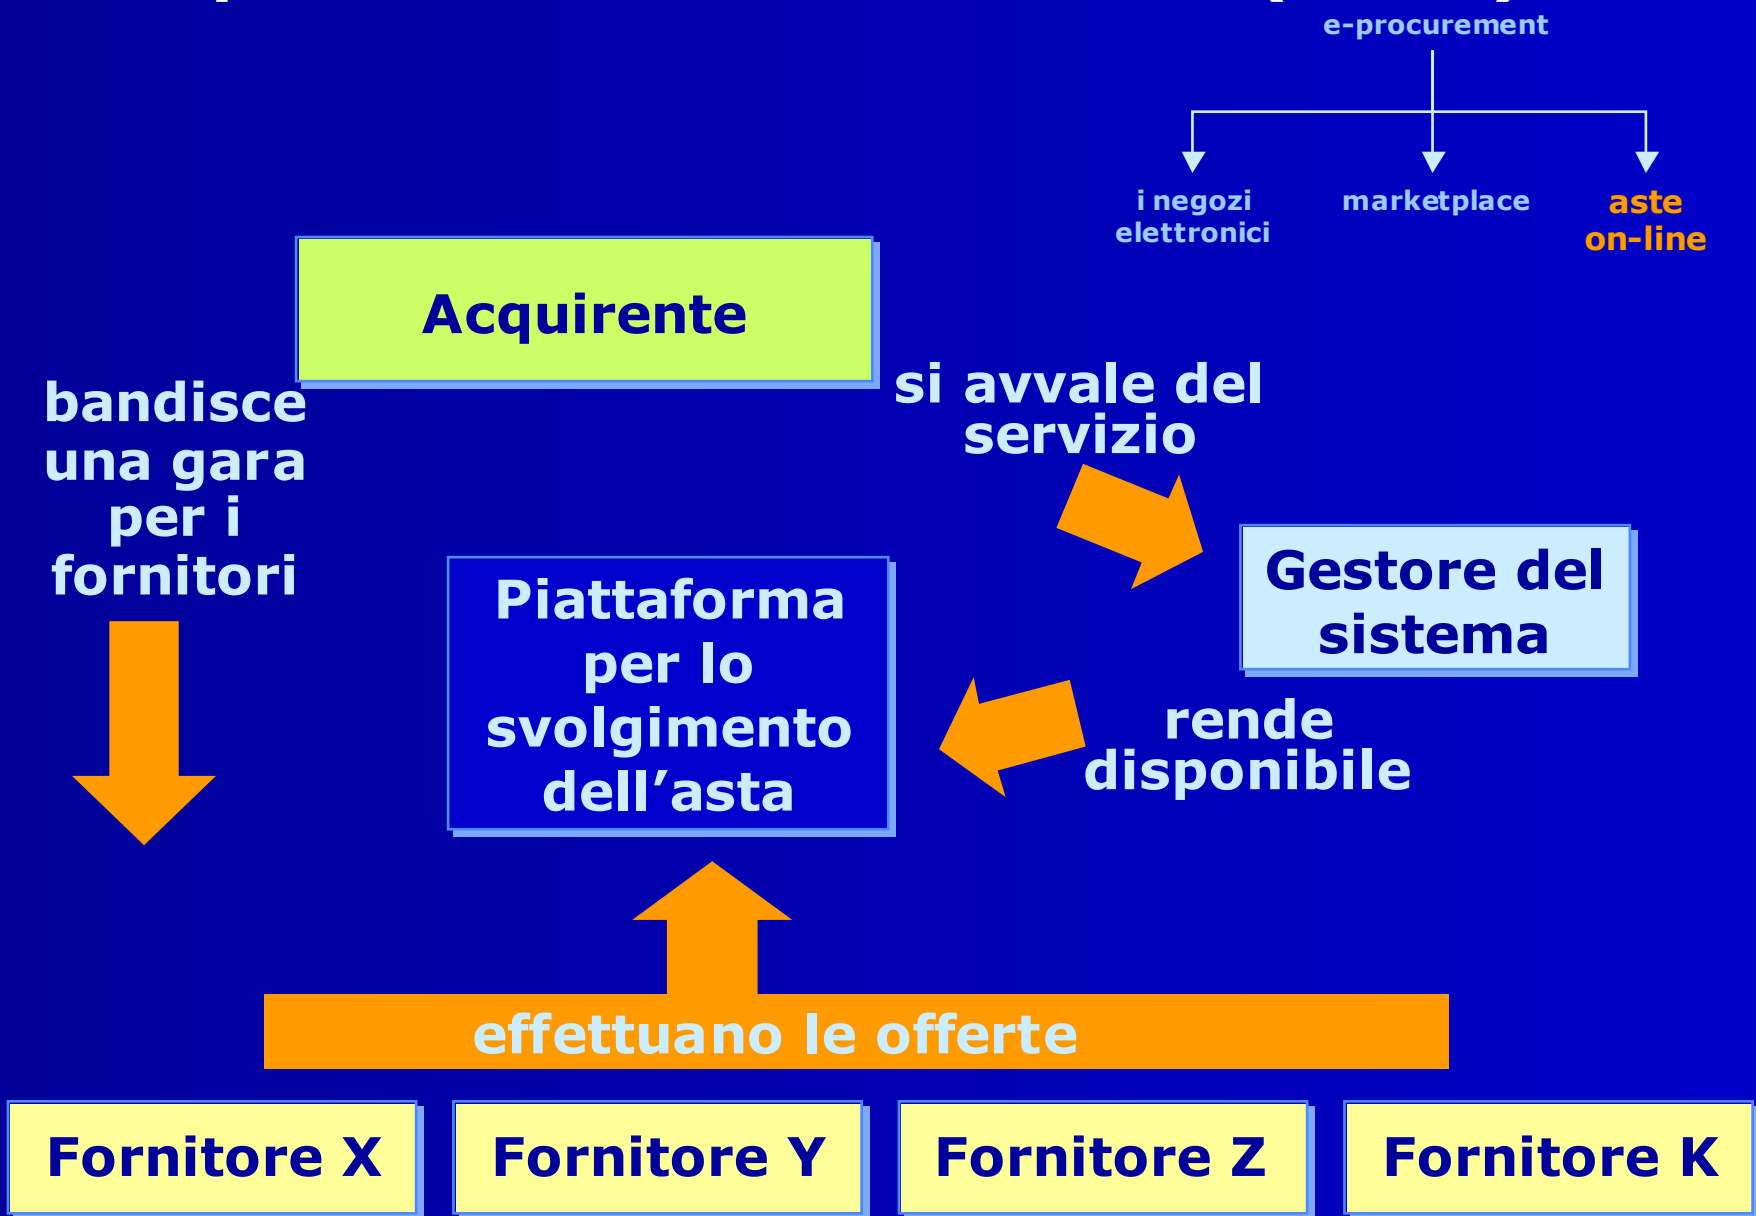 e-procurement
i negozi
elettronici
marketplace
aste
on-line
Acquirente
bandisce
una gara
per i
fornitori
si avvale del
servizio
Gestore del
sistema
Piattaforma
per lo
svolgimento
dell’asta
rende
disponibile
effettuano le offerte
Fornitore X
Fornitore Y
Fornitore Z
Fornitore K